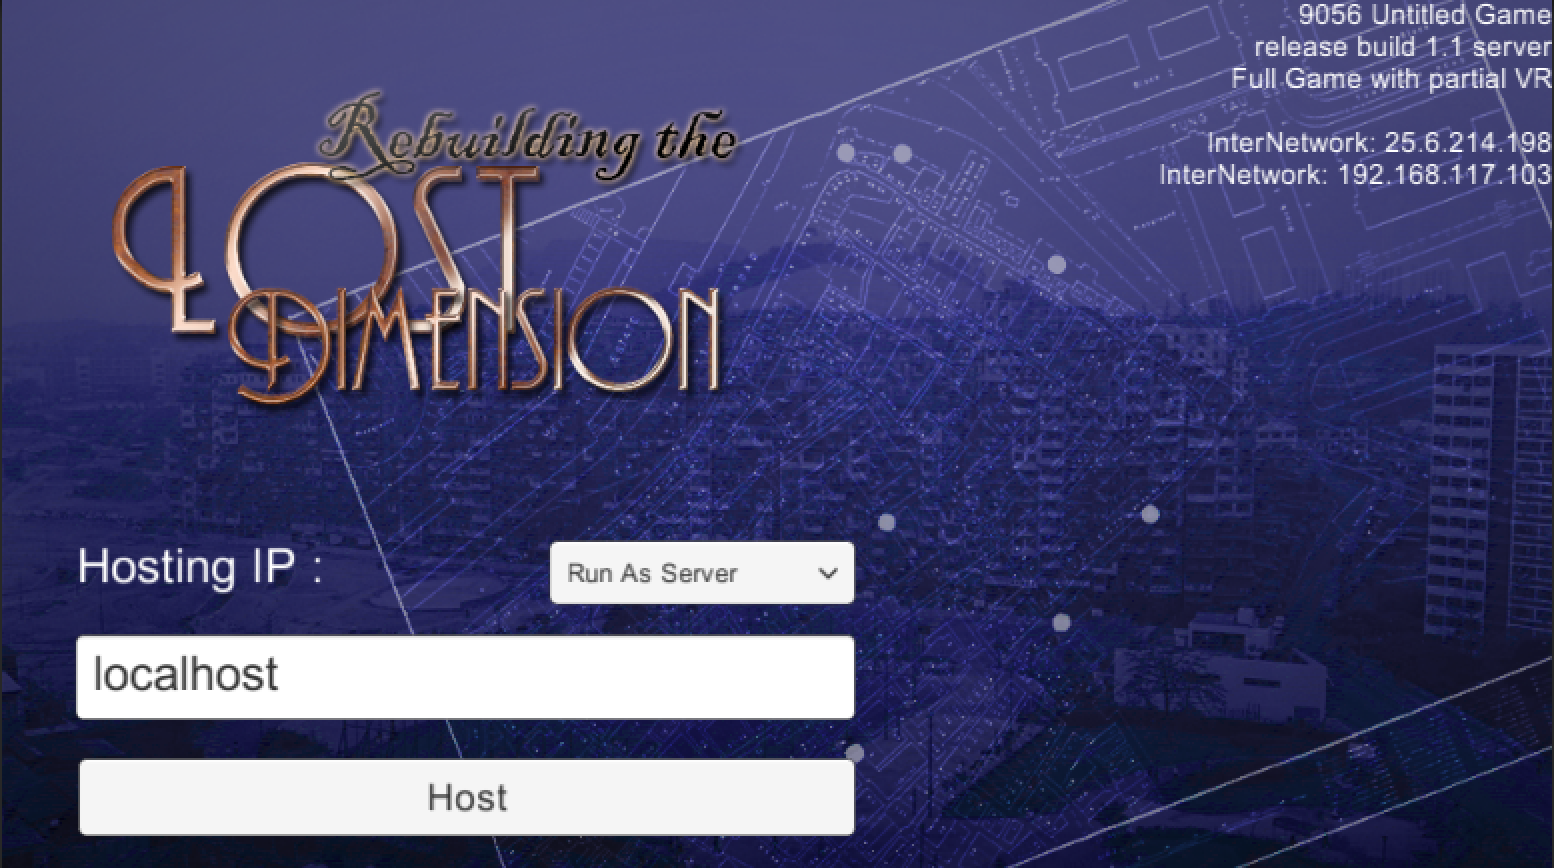 9056 Untitled Game
release build 1.1 server
Full Game with partial VR
InterNetwork: 25.6.214.198
InterNetwork: 192.168.117.103
Rebuilding the
LOST
DIMENSION
Hosting IP :
Run As Server
localhost
Host